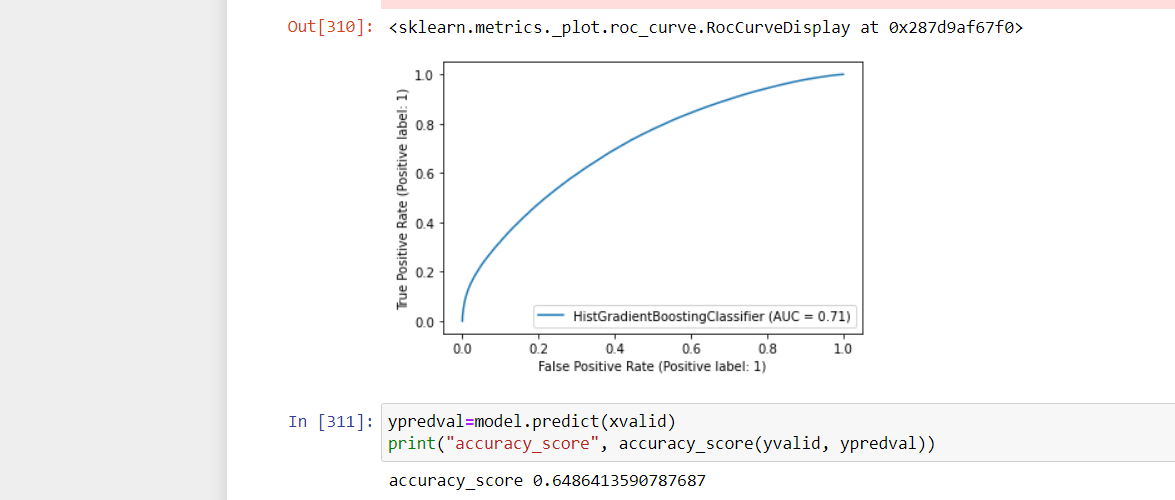 Out[310]: <sklearn.metrics._plot.roc_curve.RocCurveDisplay at 0x287d9af67f0>
True Positive Rate (Positive label: 1)
1.0
0.8
0.6
0.4
0.2
0.0
HistGradientBoostingClassifier (AUC = 0.71)
0.0 0.2 0.4 0.6 0.8 1.0
False Positive Rate (Positive label: 1)
In [311]: ypredval=model.predict(xvalid)
print("accuracy_score", accuracy_score(yvalid, ypredval))
accuracy_score 0.6486413590787687